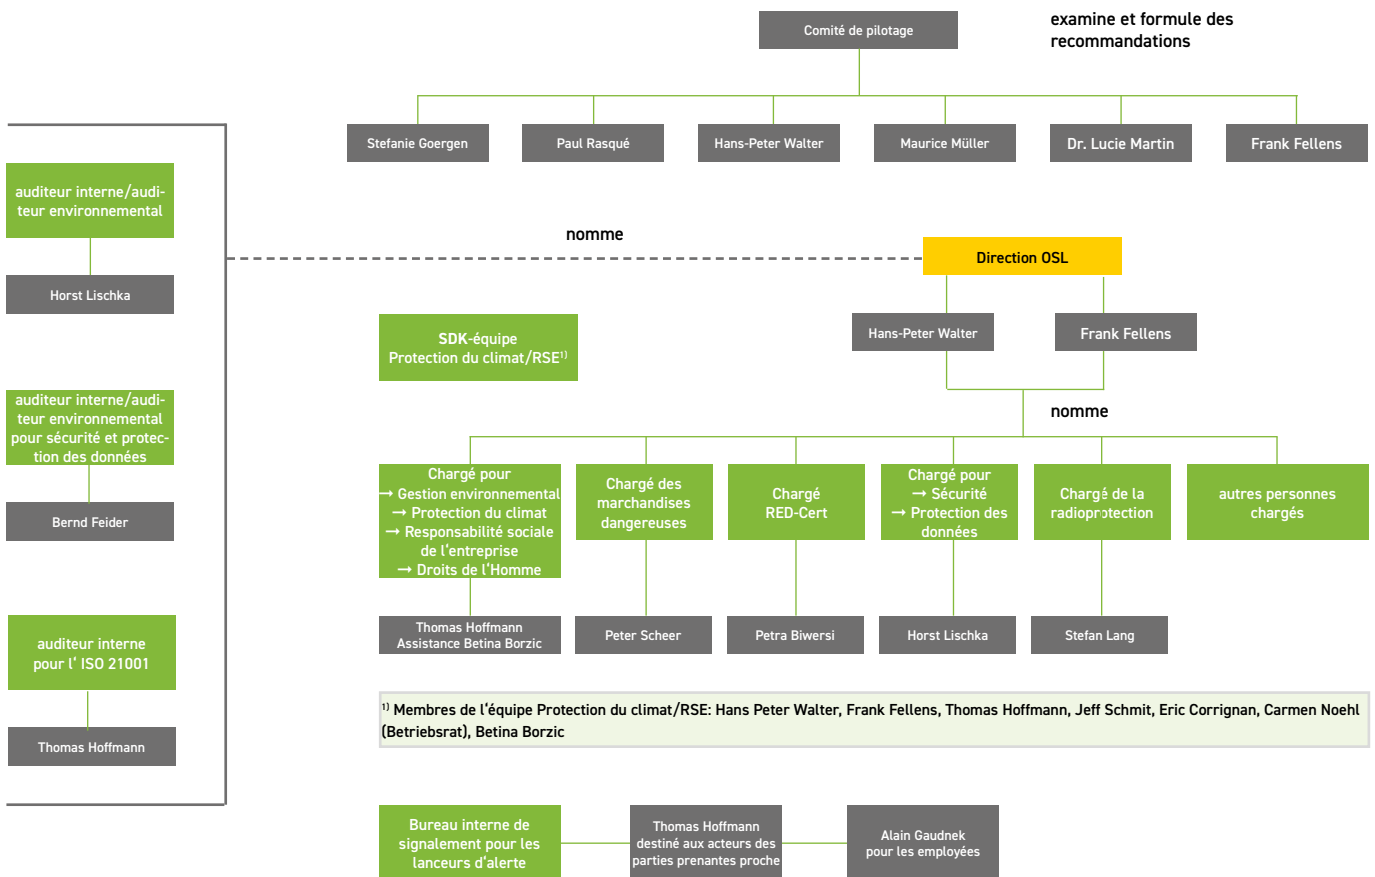 Comité de pilotage
examine et formule des
recommandations
Stefanie Goergen
Paul Rasqué
Hans-Peter Walter
Maurice Müller
Dr. Lucie Martin
Frank Fellens
auditeur interne/audi-
teur environnemental
Horst Lischka
nomme
Direction OSL
Hans-Peter Walter
Frank Fellens
SDK-équipe
Protection du climat/RSE¹⁾
nomme
auditeur interne/audi-
teur environnemental
pour sécurité et protec-
tion des données
Bernd Feider
Chargé pour
→ Gestion environnemental
→ Protection du climat
→ Responsabilité sociale
de l‘entreprise
→ Droits de l‘Homme
Chargé des
marchandises
dangereuses
Chargé
RED-Cert
Chargé pour
→ Sécurité
→ Protection des
données
Chargé de la
radioprotection
autres personnes
chargés
Thomas Hoffmann
Assistance Betina Borzic
Peter Scheer
Petra Biwersi
Horst Lischka
Stefan Lang
auditeur interne
pour l‘ ISO 21001
Thomas Hoffmann
¹⁾ Membres de l‘équipe Protection du climat/RSE: Hans Peter Walter, Frank Fellens, Thomas Hoffmann, Jeff Schmit, Eric Corrignan, Carmen Noehl
(Betriebsrat), Betina Borzic
Bureau interne de
signalement pour les
lanceurs d‘alerte
Thomas Hoffmann
destiné aux acteurs des
parties prenantes proche
Alain Gaudnek
pour les employées